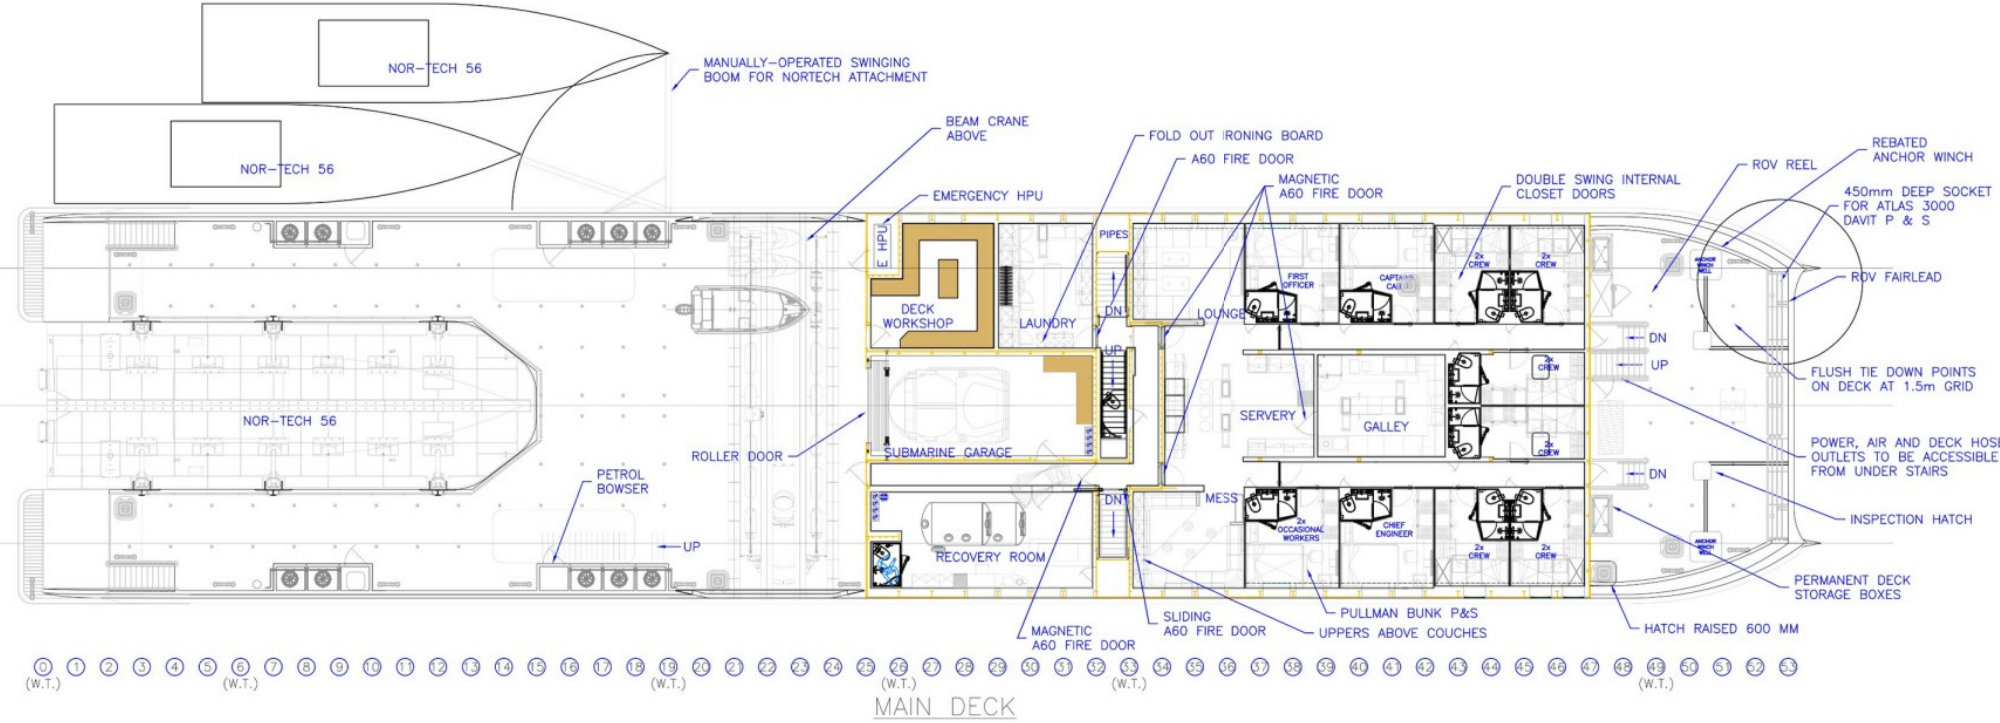 NOR-TECH 56
MANUALLY-OPERATED SWINGING
BOOM FOR NORTECH ATTACHMENT
NOR-TECH 56
BEAM CRANE
ABOVE
FOLD OUT IRONING BOARD
A60 FIRE DOOR
MAGNETIC
A60 FIRE DOOR
DOUBLE SWING INTERNAL
CLOSET DOORS
ROV REEL
REBATED
ANCHOR WINCH
450mm DEEP SOCKET
FOR ATLAS 3000
DAVIT P & S
EMERGENCY HPU
E HPU
PIPES
DN
UP
DECK
WORKSHOP
LAUNDRY
LOUNGE
FIRST
OFFICER
2x
CREW
2x
CREW
ANCHOR
WINCH
WELL
ROV FAIRLEAD
DN
UP
2x
CREW
FLUSH TIE DOWN POINTS
ON DECK AT 1.5m GRID
ROV
NOR-TECH 56
SERVERY
GALLEY
2x
CREW
ROLLER DOOR
SUBMARINE GARAGE
POWER, AIR AND DECK HOSE
OUTLETS TO BE ACCESSIBLE
FROM UNDER STAIRS
DN
PETROL
BOWSER
UP
RECOVERY ROOM
DN
MESS
2x
OCCASIONAL
WORKERS
CHIEF
ENGINEER
2x
CREW
2x
CREW
ANCHOR
WINCH
WELL
INSPECTION HATCH
PERMANENT DECK
STORAGE BOXES
PULLMAN BUNK P&S
UPPERS ABOVE COUCHES
HATCH RAISED 600 MM
SLIDING
A60 FIRE DOOR
MAGNETIC
A60 FIRE DOOR
0 1 2 3 4 5 6 7 8 9 10 11 12 13 14 15 16 17 18 19 20 21 22 23 24 25 26 27 28 29 30 31 32 33 34 35 36 37 38 39 40 41 42 43 44 45 46 47 48 49 50 51 52 53
(W.T.) (W.T.) (W.T.) (W.T.) (W.T.) (W.T.)
MAIN DECK